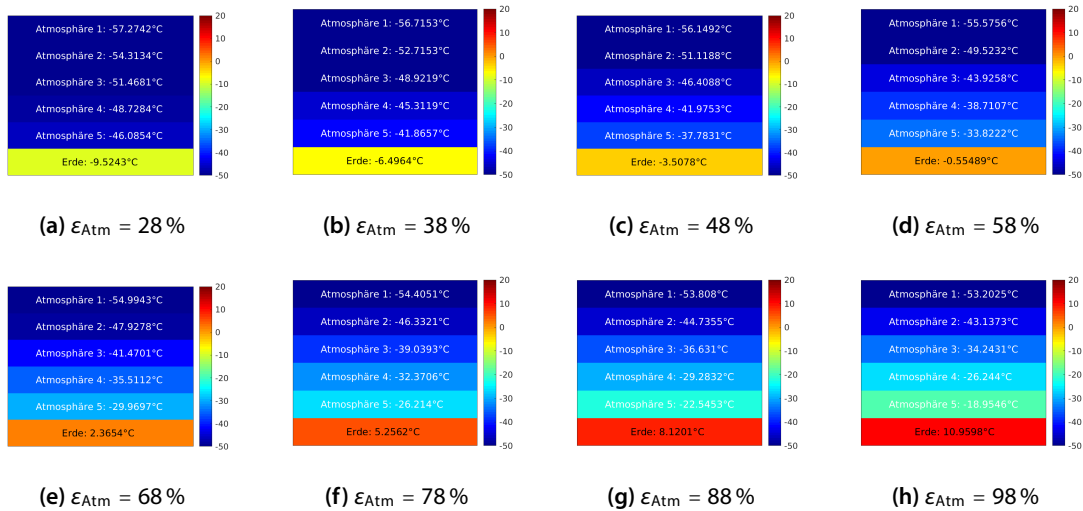 Atmosphäre 1: -57.2742°C
Atmosphäre 2: -54.3134°C
Atmosphäre 3: -51.4681°C
Atmosphäre 4: -48.7284°C
Atmosphäre 5: -46.0854°C
Erde: -9.5243°C
20
10
0
-10
-20
-30
-40
-50
(a) εAtm = 28 %
Atmosphäre 1: -56.7153°C
Atmosphäre 2: -52.7153°C
Atmosphäre 3: -48.9219°C
Atmosphäre 4: -45.3119°C
Atmosphäre 5: -41.8657°C
Erde: -6.4964°C
20
10
0
-10
-20
-30
-40
-50
(b) εAtm = 38 %
Atmosphäre 1: -56.1492°C
Atmosphäre 2: -51.1188°C
Atmosphäre 3: -46.4088°C
Atmosphäre 4: -41.9753°C
Atmosphäre 5: -37.7831°C
Erde: -3.5078°C
20
10
0
-10
-20
-30
-40
-50
(c) εAtm = 48 %
Atmosphäre 1: -55.5756°C
Atmosphäre 2: -49.5232°C
Atmosphäre 3: -43.9258°C
Atmosphäre 4: -38.7107°C
Atmosphäre 5: -33.8222°C
Erde: -0.55489°C
20
10
0
-10
-20
-30
-40
-50
(d) εAtm = 58 %
Atmosphäre 1: -54.9943°C
Atmosphäre 2: -47.9278°C
Atmosphäre 3: -41.4701°C
Atmosphäre 4: -35.5112°C
Atmosphäre 5: -29.9697°C
Erde: 2.3654°C
20
10
0
-10
-20
-30
-40
-50
(e) εAtm = 68 %
Atmosphäre 1: -54.4051°C
Atmosphäre 2: -46.3321°C
Atmosphäre 3: -39.0393°C
Atmosphäre 4: -32.3706°C
Atmosphäre 5: -26.214°C
Erde: 5.2562°C
20
10
0
-10
-20
-30
-40
-50
(f) εAtm = 78 %
Atmosphäre 1: -53.808°C
Atmosphäre 2: -44.7355°C
Atmosphäre 3: -36.631°C
Atmosphäre 4: -29.2832°C
Atmosphäre 5: -22.5453°C
Erde: 8.1201°C
20
10
0
-10
-20
-30
-40
-50
(g) εAtm = 88 %
Atmosphäre 1: -53.2025°C
Atmosphäre 2: -43.1373°C
Atmosphäre 3: -34.2431°C
Atmosphäre 4: -26.244°C
Atmosphäre 5: -18.9546°C
Erde: 10.9598°C
20
10
0
-10
-20
-30
-40
-50
(h) εAtm = 98 %